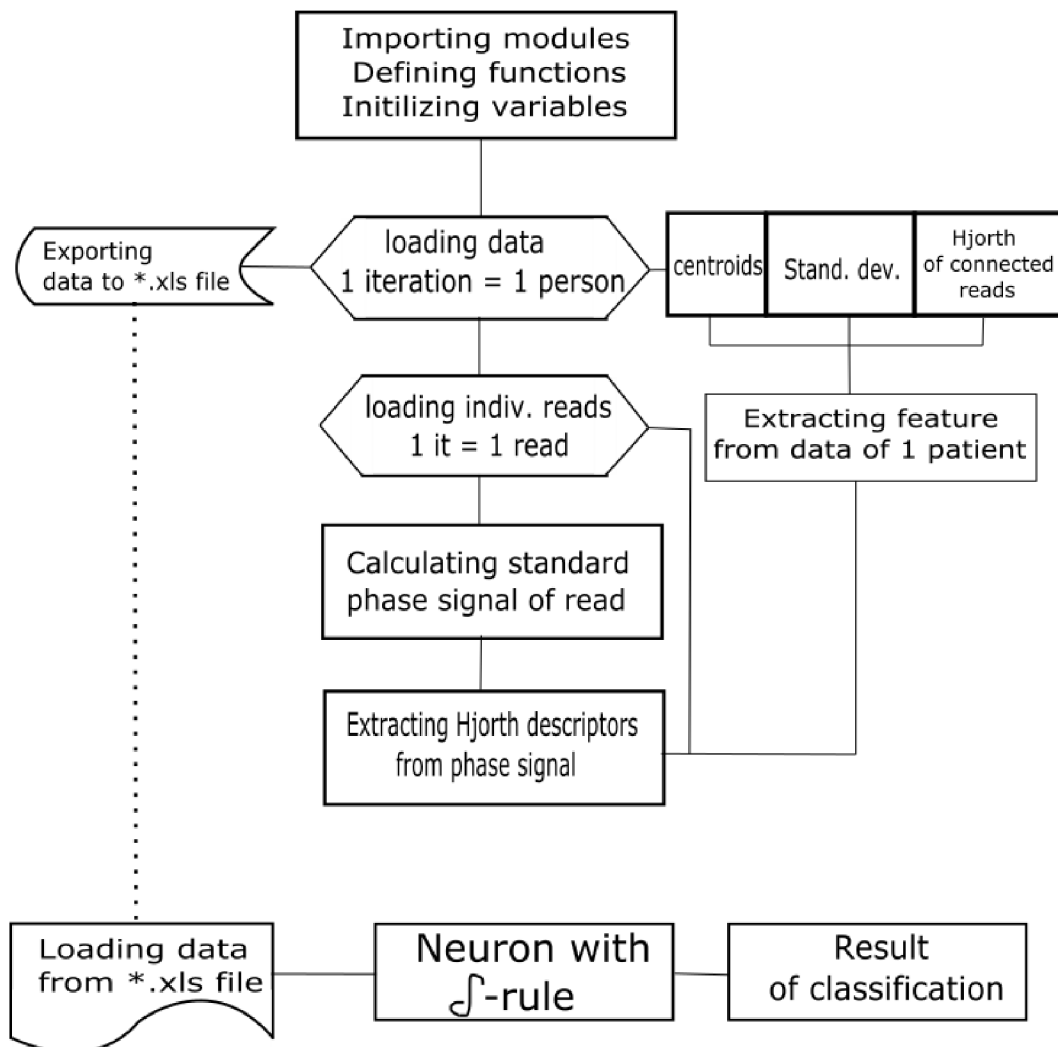 Importing modules
Defining functions
Initilizing variables
Exporting
data to *.xls file
loading data
1 iteration = 1 person
centroids
Stand. dev.
Hjorth
of connected
reads
loading indiv. reads
1 it = 1 read
Extracting feature
from data of 1 patient
Calculating standard
phase signal of read
Extracting Hjorth descriptors
from phase signal
Loading data
from *.xls file
Neuron with
δ-rule
Result
of classification